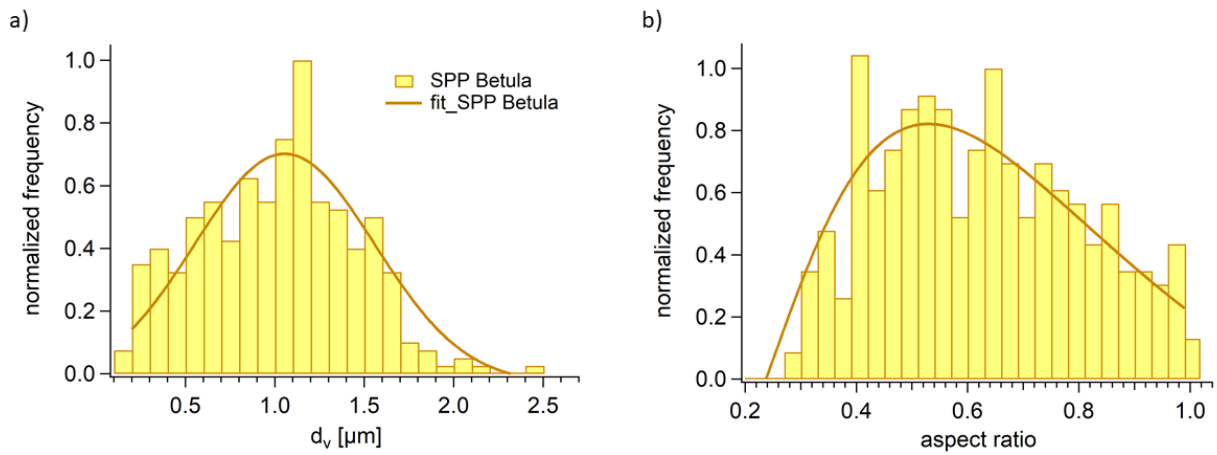 a)
normalized frequency
1.0
0.8
0.6
0.4
0.2
0.0
0.5
1.0
1.5
2.0
2.5
dv [µm]
SPP Betula
fit_SPP Betula
b)
normalized frequency
1.0
0.8
0.6
0.4
0.2
0.0
0.2
0.4
0.6
0.8
1.0
aspect ratio